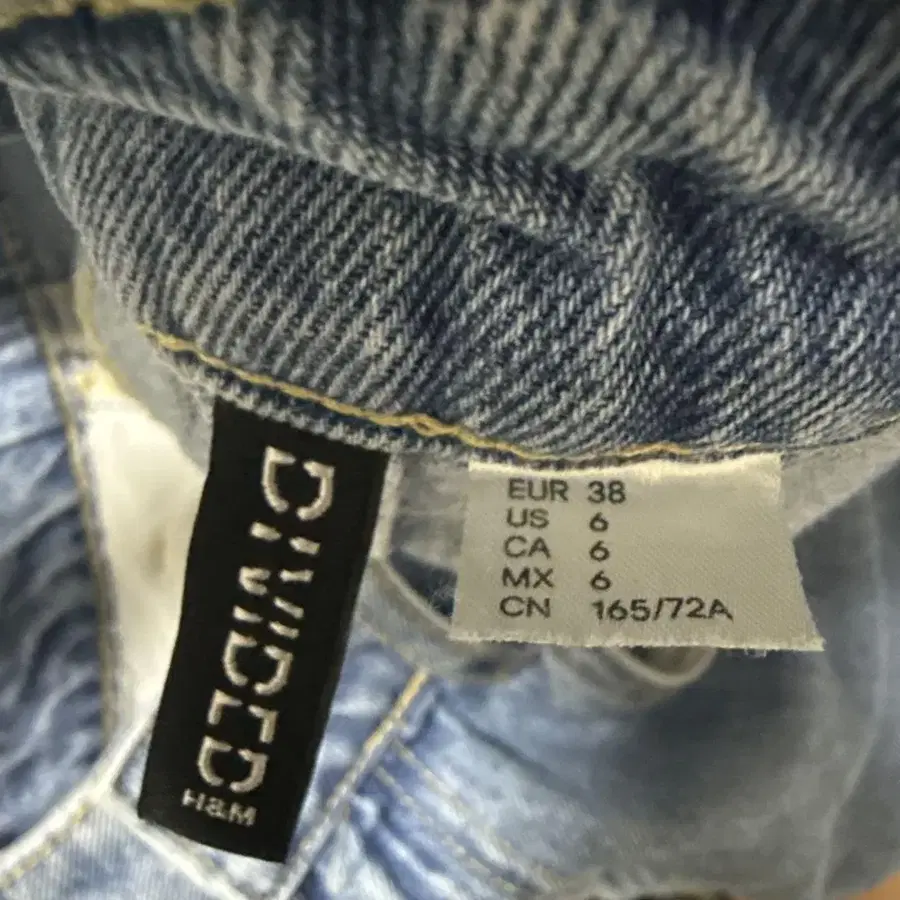 DIVIDED
H&M
EUR 38
US 6
CA 6
MX 6
CN 165/72A